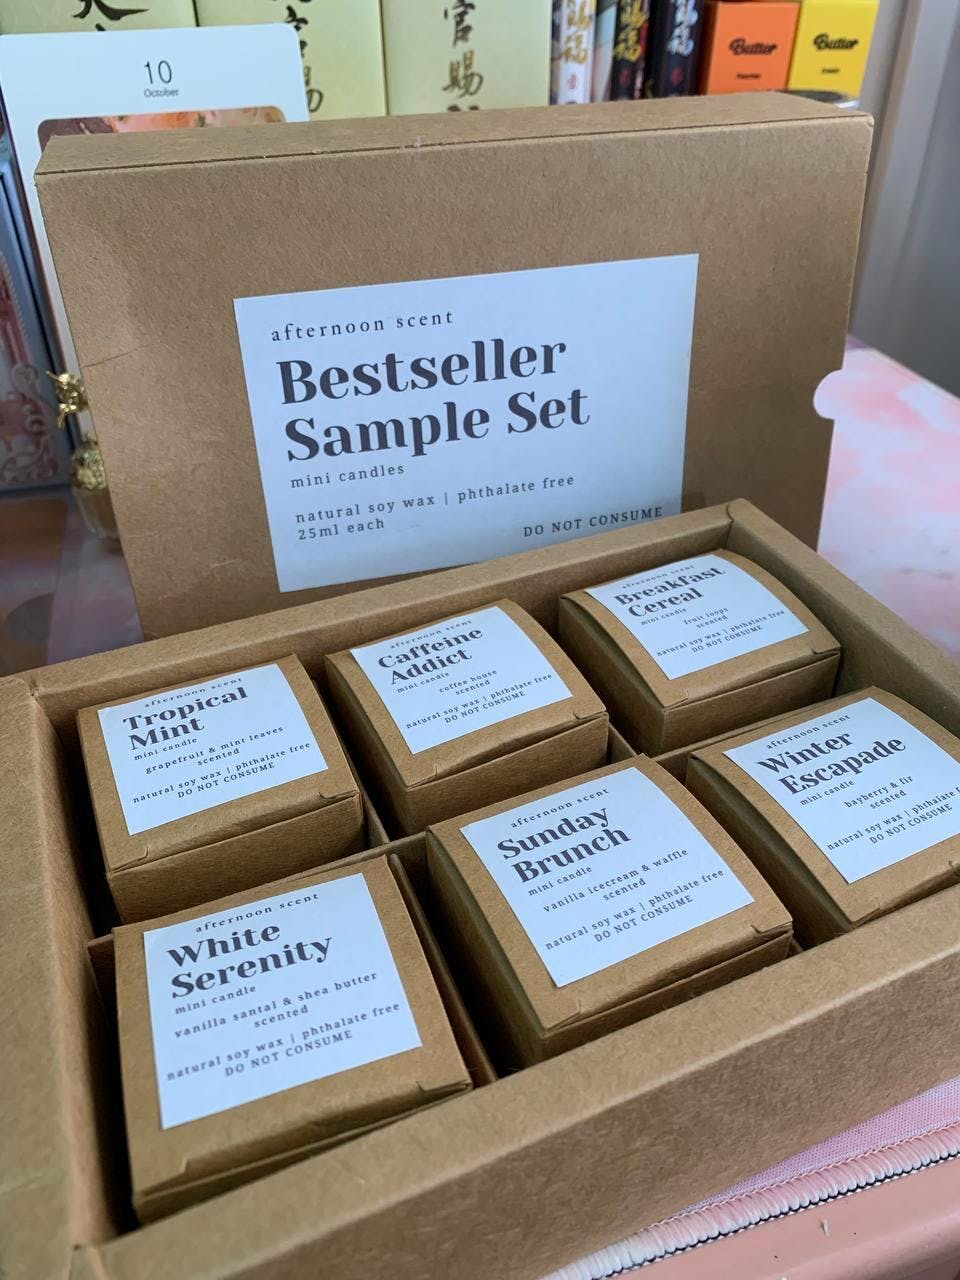 官
賜
10
October
Butter
Butter
afternoon scent
Bestseller
Sample Set
mini candles
natural soy wax | phthalate free
25ml each
DO NOT CONSUME
afternoon scent
Tropical
Mint
mini candle
grapefruit & mint leaves
scented
natural soy wax | phthalate free
DO NOT CONSUME
afternoon scent
Caffeine
Addict
mini candle
coffee house
scented
natural soy wax | phthalate free
DO NOT CONSUME
afternoon scent
Breakfast
Cereal
mini candle
fruit loops
scented
natural soy wax | phthalate free
DO NOT CONSUME
afternoon scent
White
Serenity
mini candle
vanilla santal & shea butter
scented
natural soy wax | phthalate free
DO NOT CONSUME
afternoon scent
Sunday
Brunch
mini candle
vanilla icecream & waffle
scented
natural soy wax | phthalate free
DO NOT CONSUME
afternoon scent
Winter
Escapade
mini candle
bayberry & fir
scented
natural soy wax | phthalate f
DO NOT CONSUME